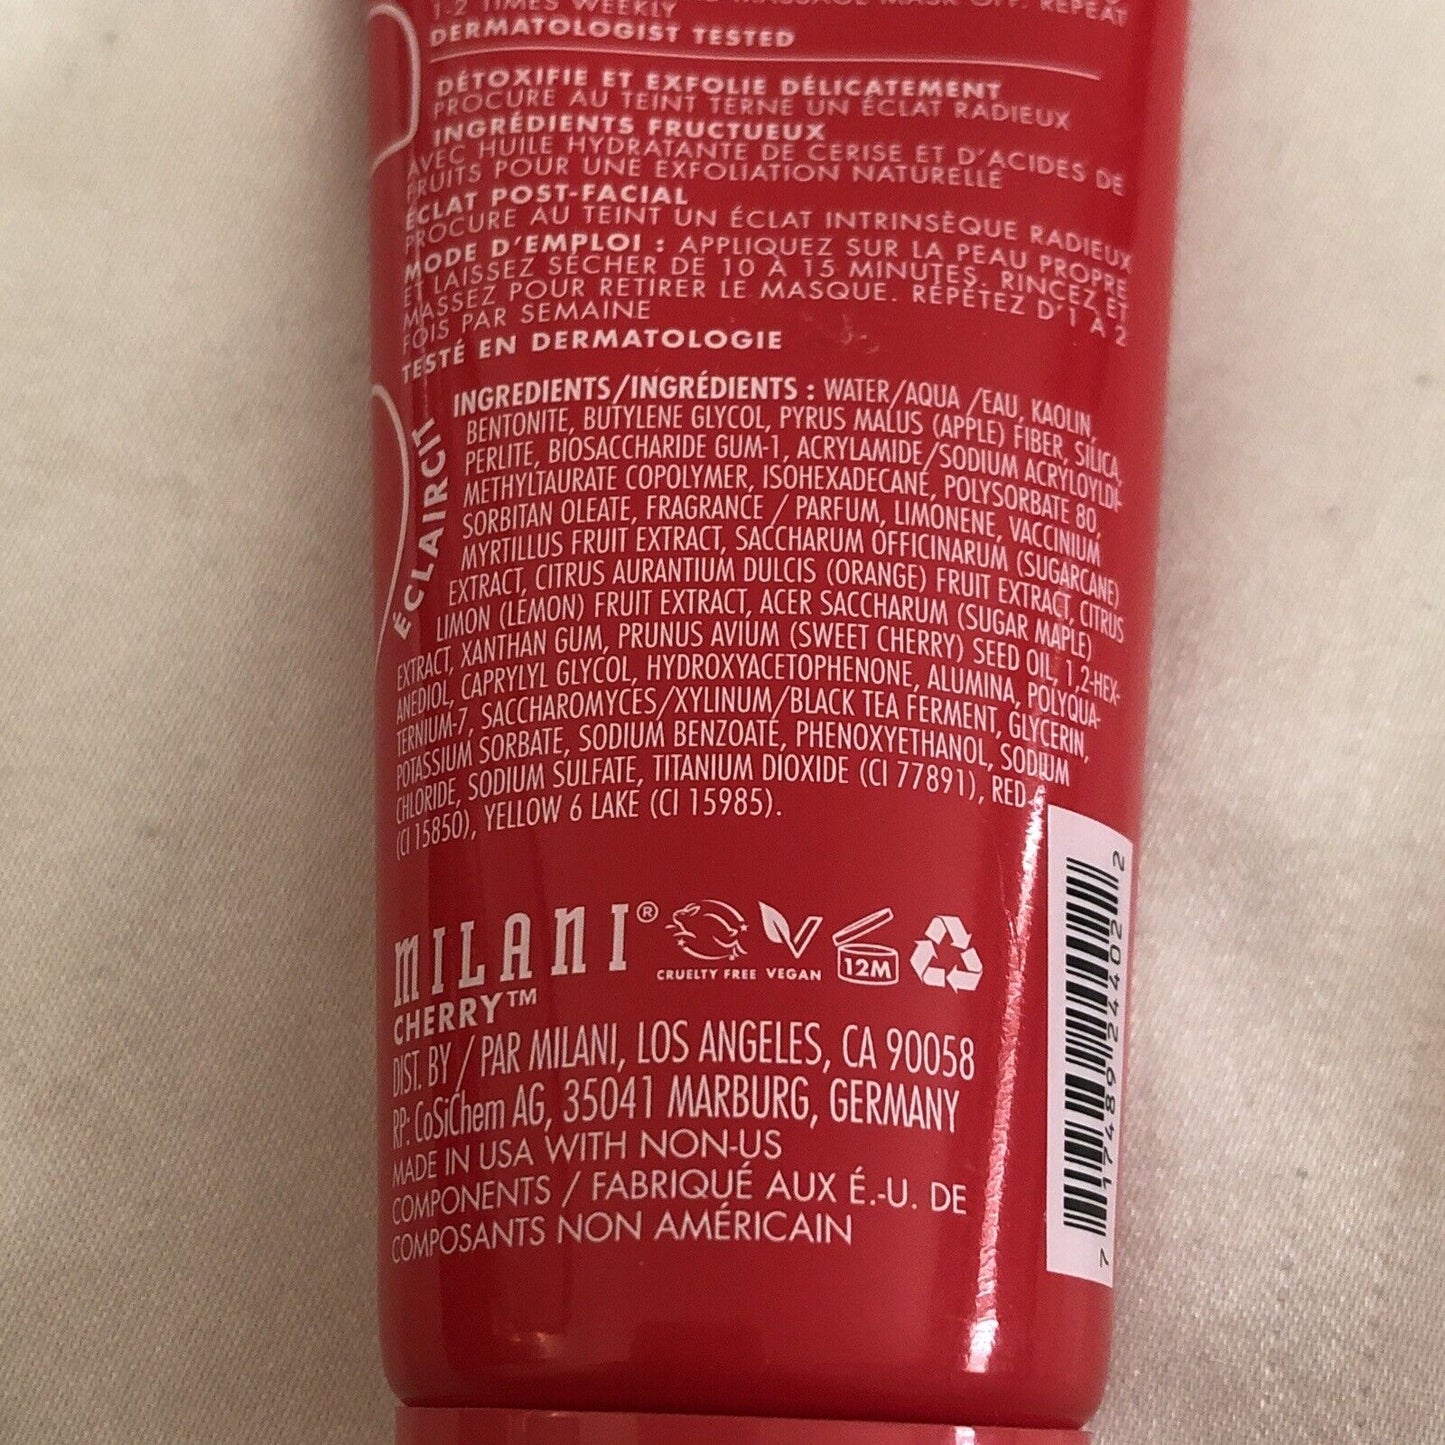 MASSAGE MASK OFF. REPEAT
1-2 TIMES WEEKLY
DERMATOLOGIST TESTED
DÉTOXIFIE ET EXFOLIE DÉLICATEMENT
PROCURE AU TEINT TERNE UN ÉCLAT RADIEUX
INGRÉDIENTS FRUCTUEUX
AVEC HUILE HYDRATANTE DE CERISE ET D'ACIDES DE
FRUITS POUR UNE EXFOLIATION NATURELLE
ÉCLAT POST-FACIAL
PROCURE AU TEINT UN ÉCLAT INTRINSÈQUE RADIEUX
MODE D'EMPLOI : APPLIQUEZ SUR LA PEAU PROPRE
ET LAISSEZ SÉCHER DE 10 À 15 MINUTES. RINCEZ ET
MASSEZ POUR RETIRER LE MASQUE. RÉPÉTEZ D'1 À 2
FOIS PAR SEMAINE
TESTÉ EN DERMATOLOGIE
ÉCLAIRCIT
INGREDIENTS/INGRÉDIENTS : WATER/AQUA /EAU, KAOLIN,
BENTONITE, BUTYLENE GLYCOL, PYRUS MALUS (APPLE) FIBER, SILICA,
PERLITE, BIOSACCHARIDE GUM-1, ACRYLAMIDE/SODIUM ACRYLOYLDI-
METHYLTAURATE COPOLYMER, ISOHEXADECANE, POLYSORBATE 80,
SORBITAN OLEATE, FRAGRANCE / PARFUM, LIMONENE, VACCINIUM
MYRTILLUS FRUIT EXTRACT, SACCHARUM OFFICINARUM (SUGARCANE)
EXTRACT, CITRUS AURANTIUM DULCIS (ORANGE) FRUIT EXTRACT, CITRUS
LIMON (LEMON) FRUIT EXTRACT, ACER SACCHARUM (SUGAR MAPLE)
EXTRACT, XANTHAN GUM, PRUNUS AVIUM (SWEET CHERRY) SEED OIL, 1,2-HEX-
ANEDIOL, CAPRYLYL GLYCOL, HYDROXYACETOPHENONE, ALUMINA, POLYQUA-
TERNIUM-7, SACCHAROMYCES/XYLINUM/BLACK TEA FERMENT, GLYCERIN,
POTASSIUM SORBATE, SODIUM BENZOATE, PHENOXYETHANOL, SODIUM
CHLORIDE, SODIUM SULFATE, TITANIUM DIOXIDE (CI 77891), RED
(CI 15850), YELLOW 6 LAKE (CI 15985).
MILANI®
CRUELTY FREE VEGAN 12M
CHERRY™
DIST. BY / PAR MILANI, LOS ANGELES, CA 90058
RP: CoSiChem AG, 35041 MARBURG, GERMANY
MADE IN USA WITH NON-US
COMPONENTS / FABRIQUÉ AUX É.-U. DE
COMPOSANTS NON AMÉRICAIN
7 17489 24402 2